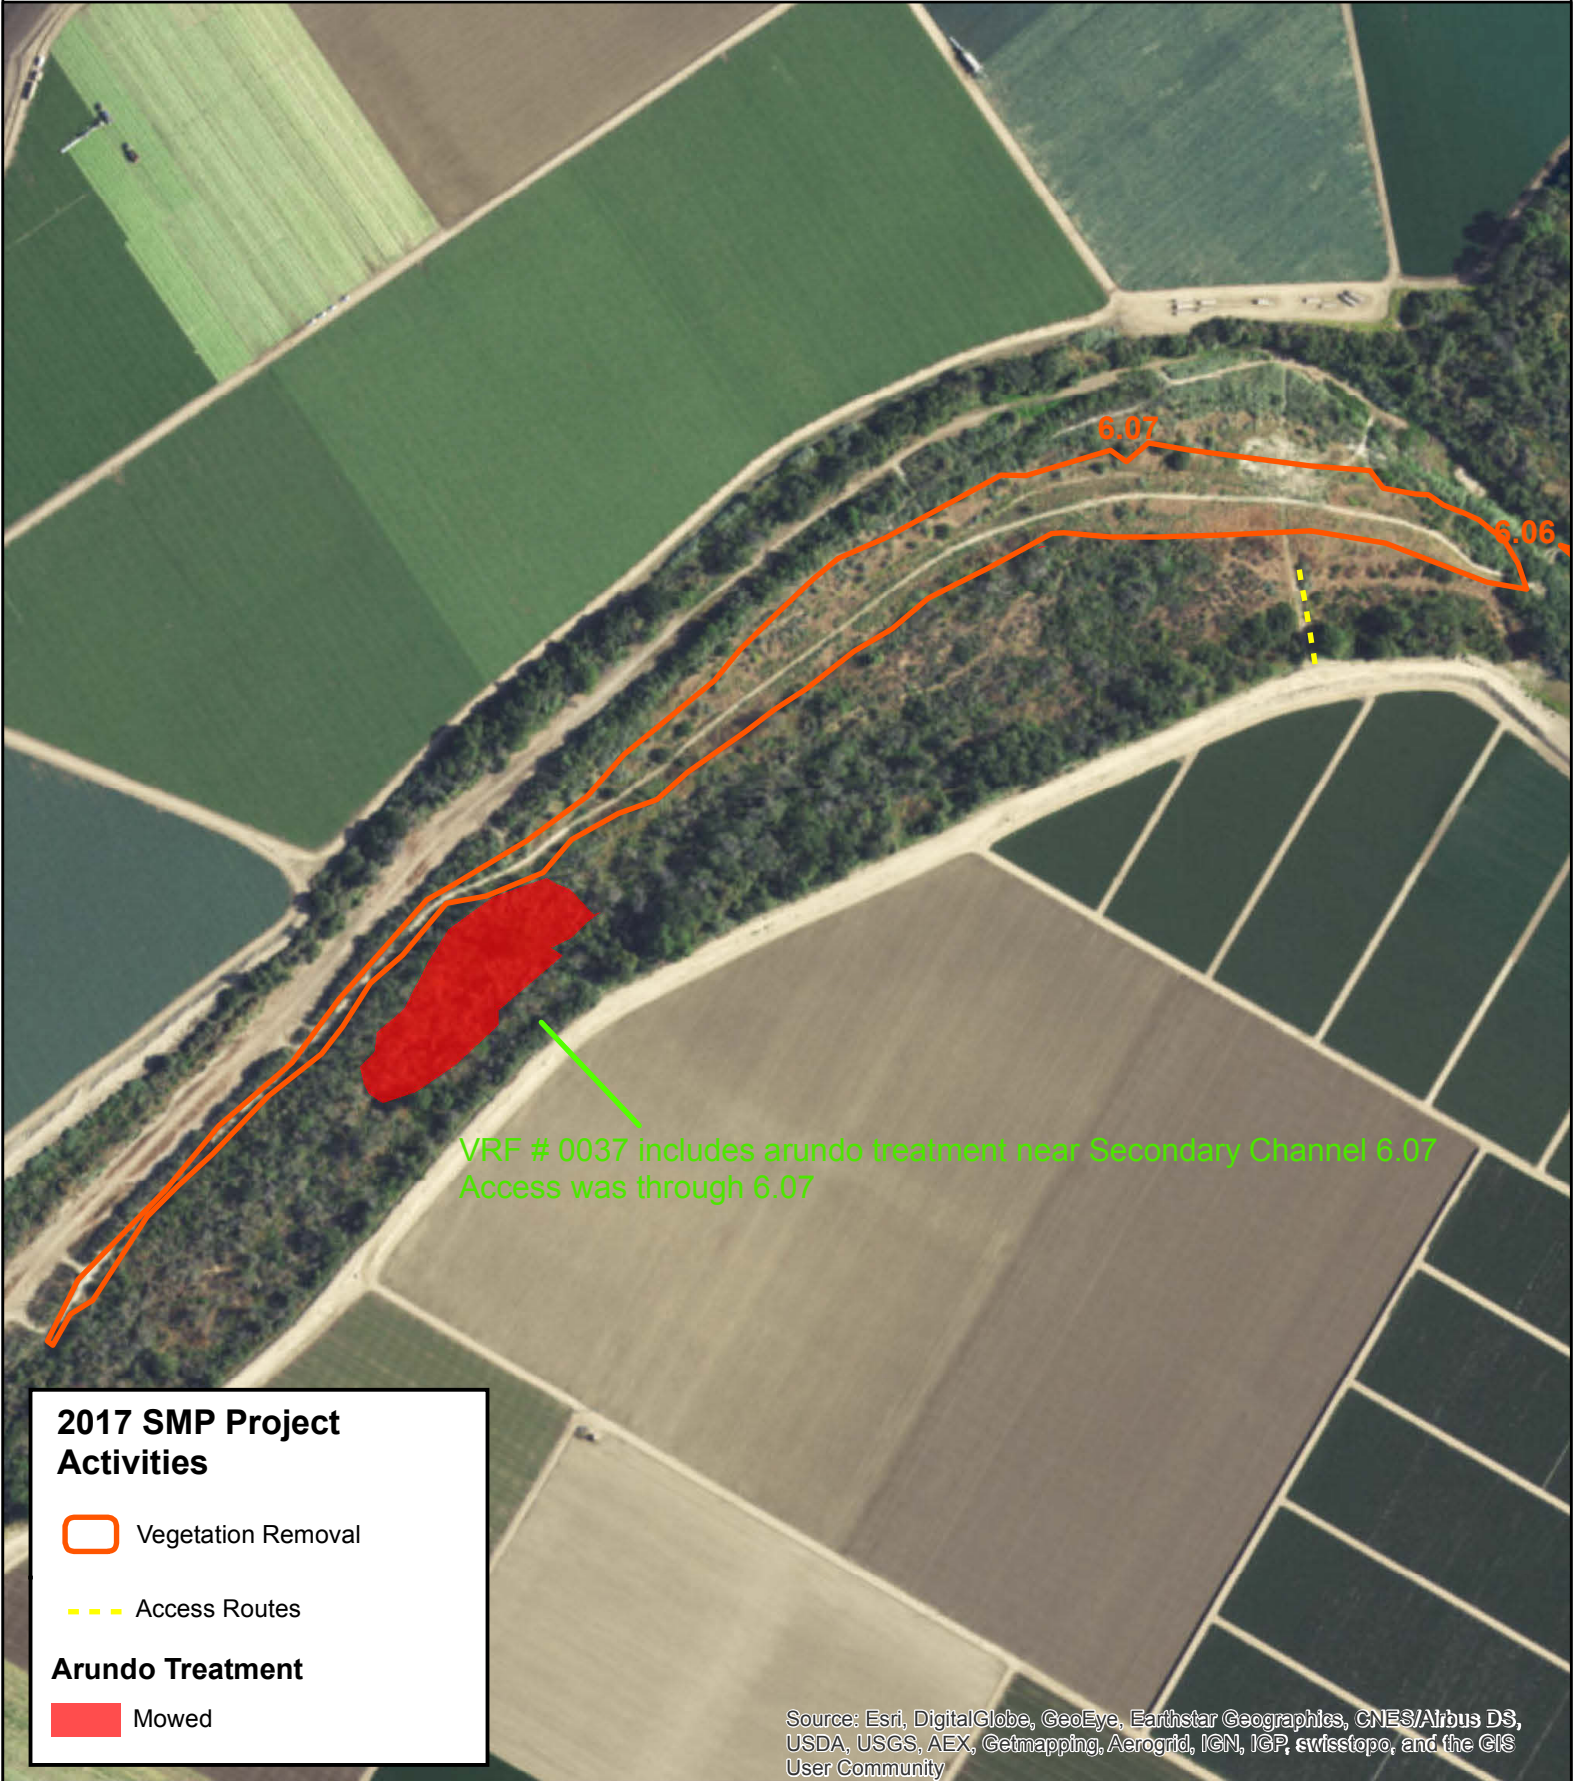 6.07
6.06
VRF # 0037 includes arundo treatment near Secondary Channel 6.07
Access was through 6.07
2017 SMP Project
Activities
Vegetation Removal
Access Routes
Arundo Treatment
Mowed
Source: Esri, DigitalGlobe, GeoEye, Earthstar Geographics, CNES/Airbus DS,
USDA, USGS, AEX, Getmapping, Aerogrid, IGN, IGP, swisstopo, and the GIS
User Community